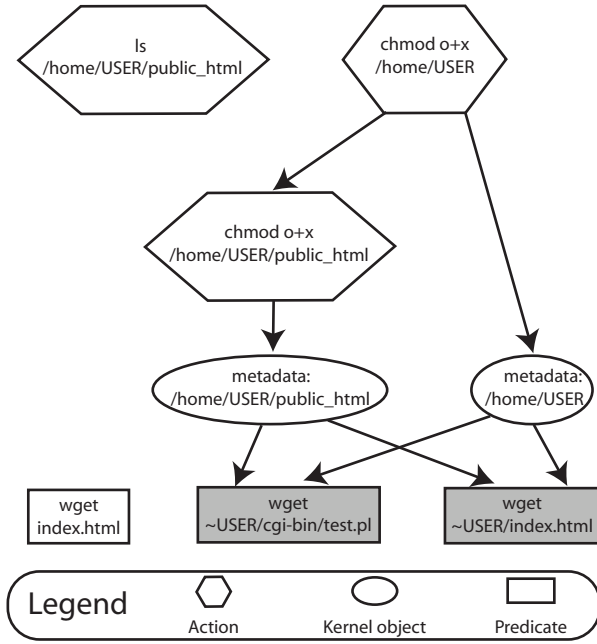 ls
/home/USER/public_html
chmod o+x
/home/USER
chmod o+x
/home/USER/public_html
metadata:
/home/USER/public_html
metadata:
/home/USER
wget
index.html
wget
~USER/cgi-bin/test.pl
wget
~USER/index.html
Legend
Action
Kernel object
Predicate